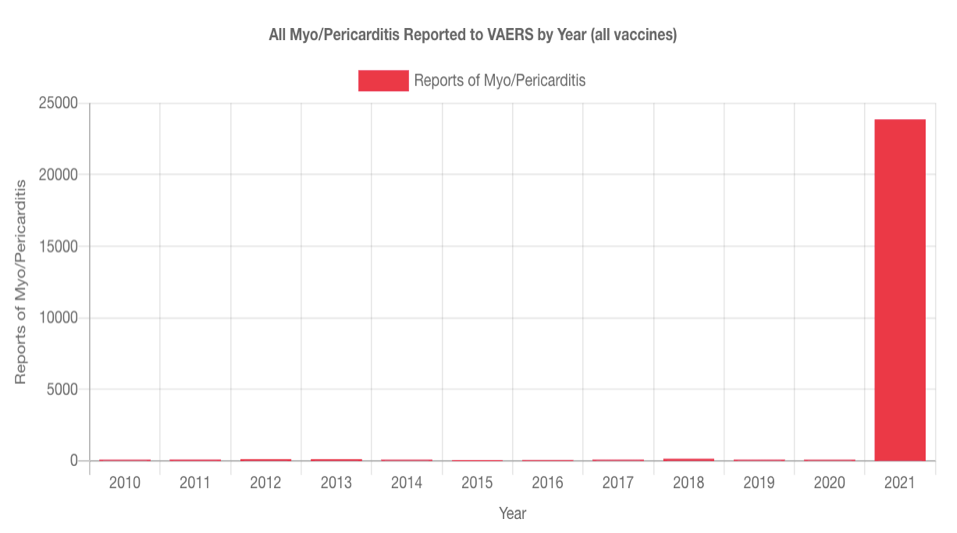 All Myo/Pericarditis Reported to VAERS by Year (all vaccines)
Reports of Myo/Pericarditis
25000
20000
15000
10000
5000
0
Reports of Myo/Pericarditis
2010 2011 2012 2013 2014 2015 2016 2017 2018 2019 2020 2021
Year